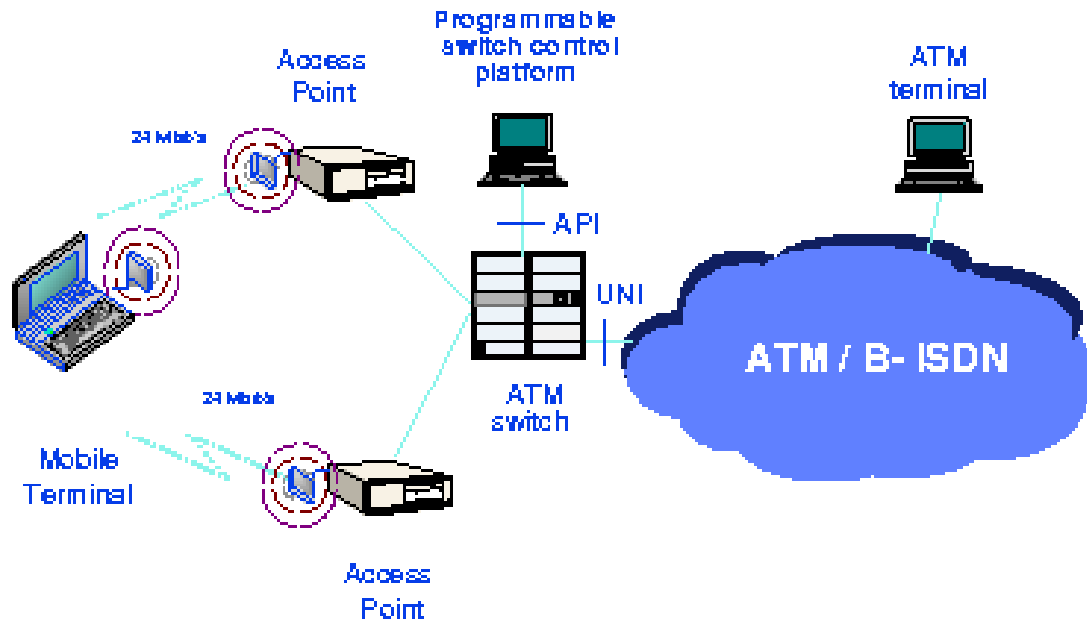 Programmable
switch control
platform
Access
Point
ATM
terminal
24 Mbit/s
API
UNI
ATM / B- ISDN
ATM
switch
24 Mbit/s
Mobile
Terminal
Access
Point